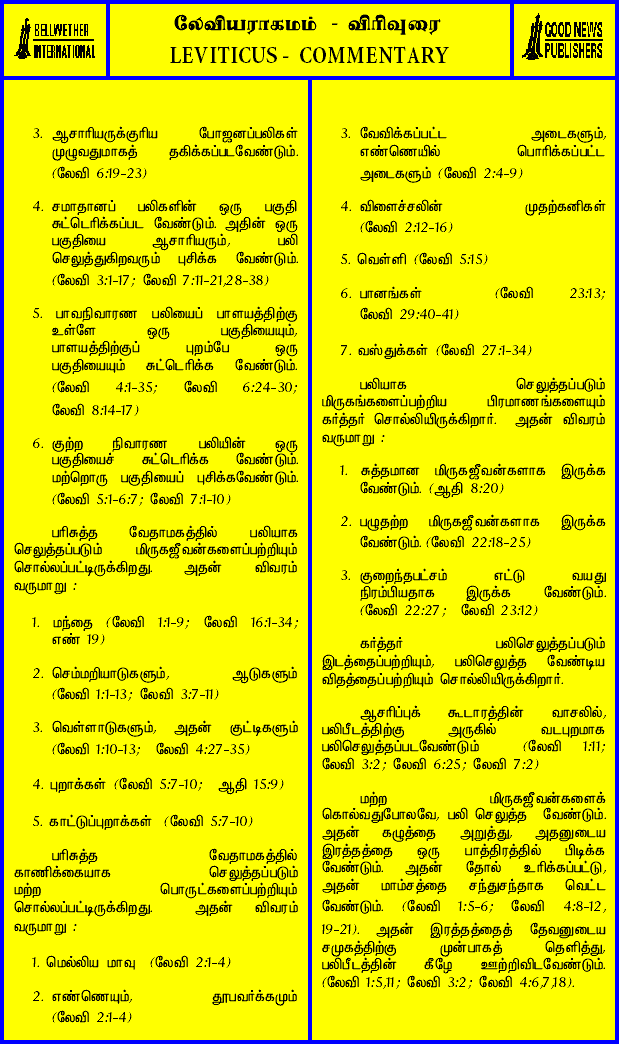 BELLWETHER
INTERNATIONAL
லேவியராகமம் - விரிவுரை
LEVITICUS - COMMENTARY
GOOD NEWS
PUBLISHERS
3. ஆசாரியருக்குரிய போஜனப்பலிகள்
முழுவதுமாகத் தகிக்கப்படவேண்டும்.
(லேவி 6:19-23)
4. சமாதானப் பலிகளின் ஒரு பகுதி
சுட்டெரிக்கப்பட வேண்டும். அதின் ஒரு
பகுதியை ஆசாரியரும், பலி
செலுத்துகிறவரும் புசிக்க வேண்டும்.
(லேவி 3:1-17; லேவி 7:11-21,28-38)
5. பாவநிவாரண பலியைப் பாளயத்திற்கு
உள்ளே ஒரு பகுதியையும்,
பாளயத்திற்குப் புறம்பே ஒரு
பகுதியையும் சுட்டெரிக்க வேண்டும்.
(லேவி 4:1-35; லேவி 6:24-30;
லேவி 8:14-17)
6. குற்ற நிவாரண பலியின் ஒரு
பகுதியைச் சுட்டெரிக்க வேண்டும்.
மற்றொரு பகுதியைப் புசிக்கவேண்டும்.
(லேவி 5:1-6:7; லேவி 7:1-10)
பரிசுத்த வேதாமகத்தில் பலியாக
செலுத்தப்படும் மிருகஜீவன்களைப்பற்றியும்
சொல்லப்பட்டிருக்கிறது. அதன் விவரம்
வருமாறு :
1. மந்தை (லேவி 1:1-9; லேவி 16:1-34;
எண் 19)
2. செம்மறியாடுகளும், ஆடுகளும்
(லேவி 1:1-13; லேவி 3:7-11)
3. வெள்ளாடுகளும், அதன் குட்டிகளும்
(லேவி 1:10-13; லேவி 4:27-35)
4. புறாக்கள் (லேவி 5:7-10; ஆதி 15:9)
5. காட்டுப்புறாக்கள் (லேவி 5:7-10)
பரிசுத்த வேதாமகத்தில்
காணிக்கையாக செலுத்தப்படும்
மற்ற பொருட்களைப்பற்றியும்
சொல்லப்பட்டிருக்கிறது. அதன் விவரம்
வருமாறு :
1. மெல்லிய மாவு (லேவி 2:1-4)
2. எண்ணெயும், தூபவர்க்கமும்
(லேவி 2:1-4)
3. வேவிக்கப்பட்ட அடைகளும்,
எண்ணெயில் பொரிக்கப்பட்ட
அடைகளும் (லேவி 2:4-9)
4. விளைச்சலின் முதற்கனிகள்
(லேவி 2:12-16)
5. வெள்ளி (லேவி 5:15)
6. பானங்கள் (லேவி 23:13;
லேவி 29:40-41)
7. வஸ்துக்கள் (லேவி 27:1-34)
பலியாக செலுத்தப்படும்
மிருகங்களைப்பற்றிய பிரமாணங்களையும்
கர்த்தர் சொல்லியிருக்கிறார். அதன் விவரம்
வருமாறு :
1. சுத்தமான மிருகஜீவன்களாக இருக்க
வேண்டும். (ஆதி 8:20)
2. பழுதற்ற மிருகஜீவன்களாக இருக்க
வேண்டும். (லேவி 22:18-25)
3. குறைந்தபட்சம் எட்டு வயது
நிரம்பியதாக இருக்க வேண்டும்.
(லேவி 22:27; லேவி 23:12)
கர்த்தர் பலிசெலுத்தப்படும்
இடத்தைப்பற்றியும், பலிசெலுத்த வேண்டிய
விதத்தைப்பற்றியும் சொல்லியிருக்கிறார்.
ஆசரிப்புக் கூடாரத்தின் வாசலில்,
பலிபீடத்திற்கு அருகில் வடபுறமாக
பலிசெலுத்தப்படவேண்டும் (லேவி 1:11;
லேவி 3:2; லேவி 6:25; லேவி 7:2)
மற்ற மிருகஜீவன்களைக்
கொல்வதுபோலவே, பலி செலுத்த வேண்டும்.
அதன் கழுத்தை அறுத்து, அதனுடைய
இரத்தத்தை ஒரு பாத்திரத்தில் பிடிக்க
வேண்டும். அதன் தோல் உரிக்கப்பட்டு,
அதன் மாம்சத்தை சந்துசந்தாக வெட்ட
வேண்டும். (லேவி 1:5-6; லேவி 4:8-12,
19-21). அதன் இரத்தத்தைத் தேவனுடைய
சமுகத்திற்கு முன்பாகத் தெளித்து,
பலிபீடத்தின் கீழே ஊற்றிவிடவேண்டும்.
(லேவி 1:5,11; லேவி 3:2; லேவி 4:6,7,18).